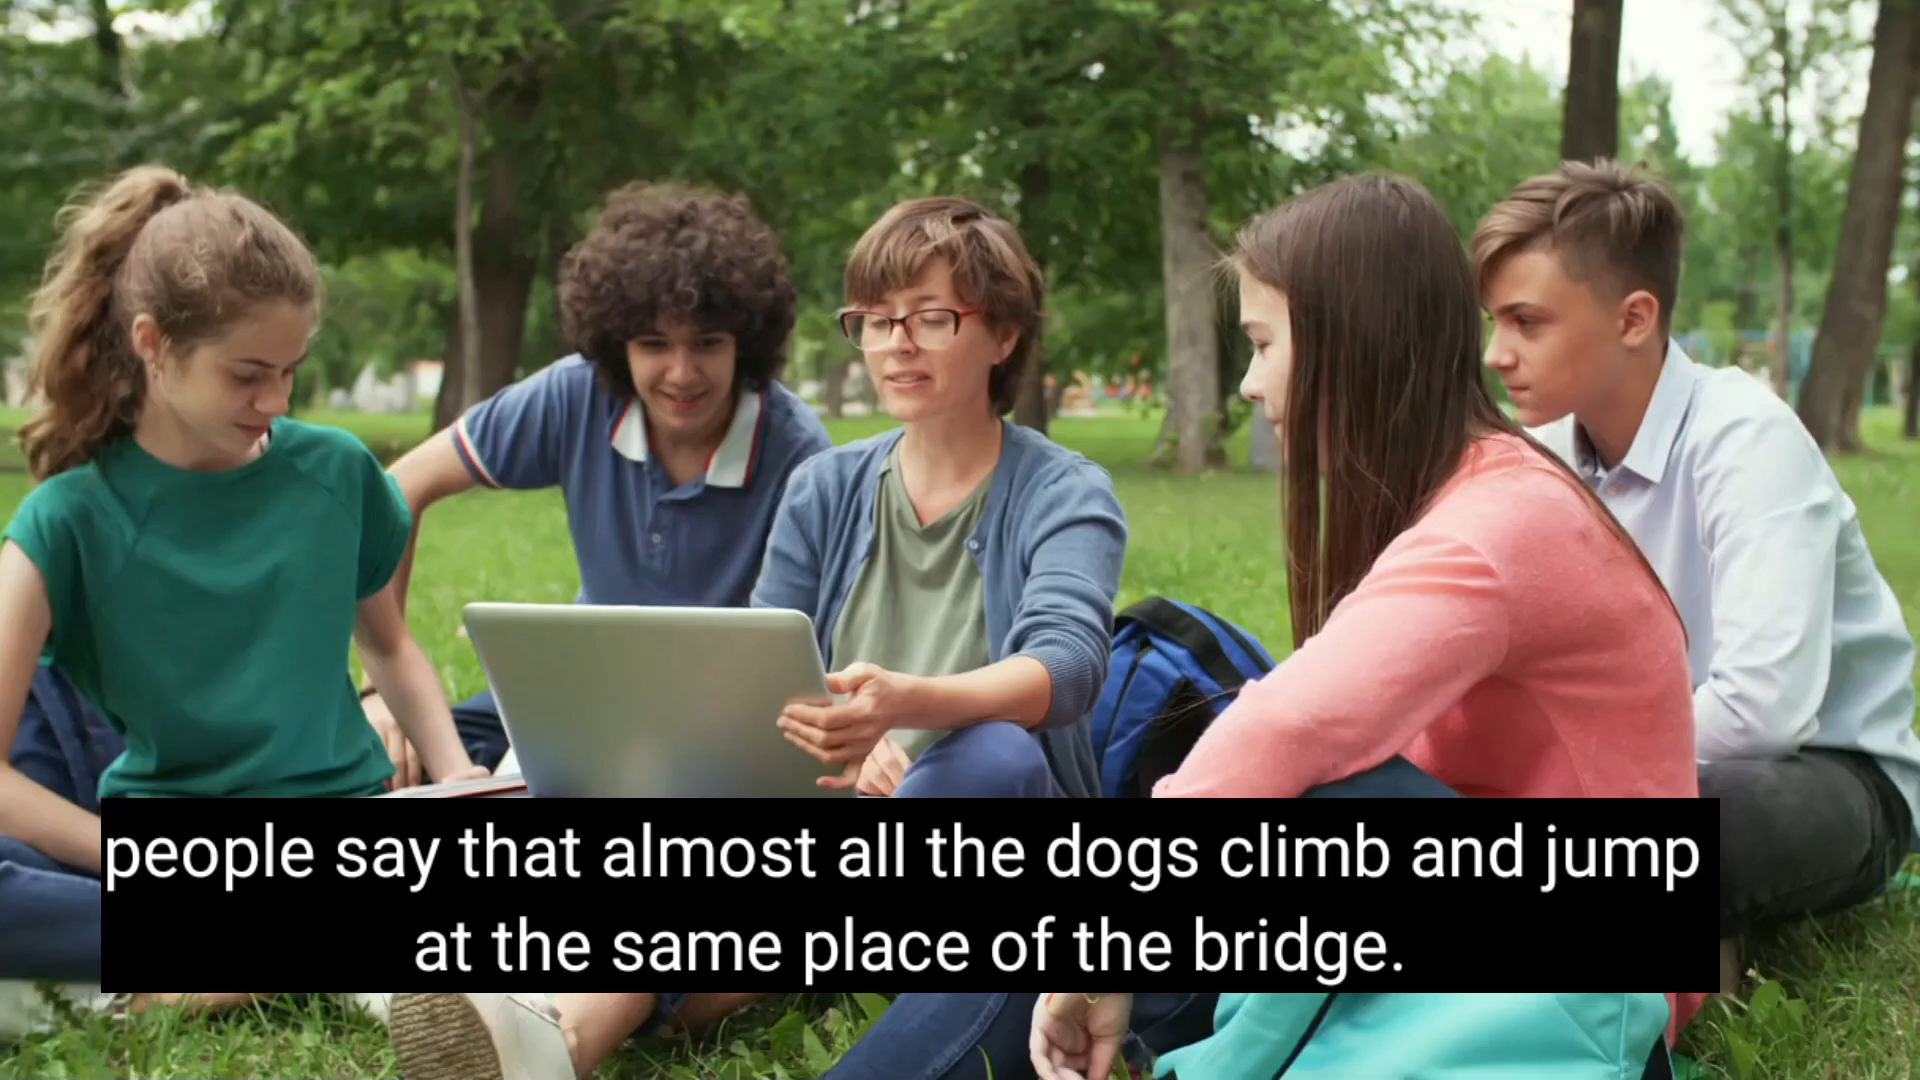 people say that almost all the dogs climb and jump
at the same place of the bridge.